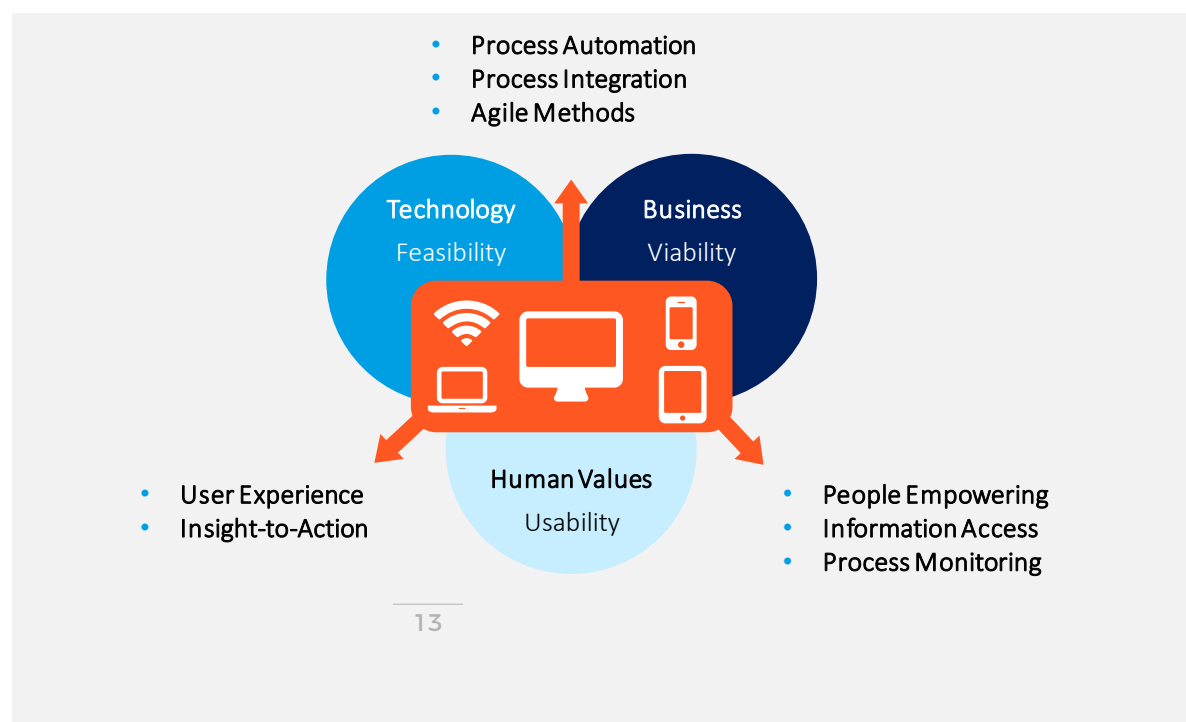 • Process Automation
• Process Integration
• Agile Methods
Technology
Feasibility
Business
Viability
Human Values
Usability
• User Experience
• Insight-to-Action
• People Empowering
• Information Access
• Process Monitoring
13